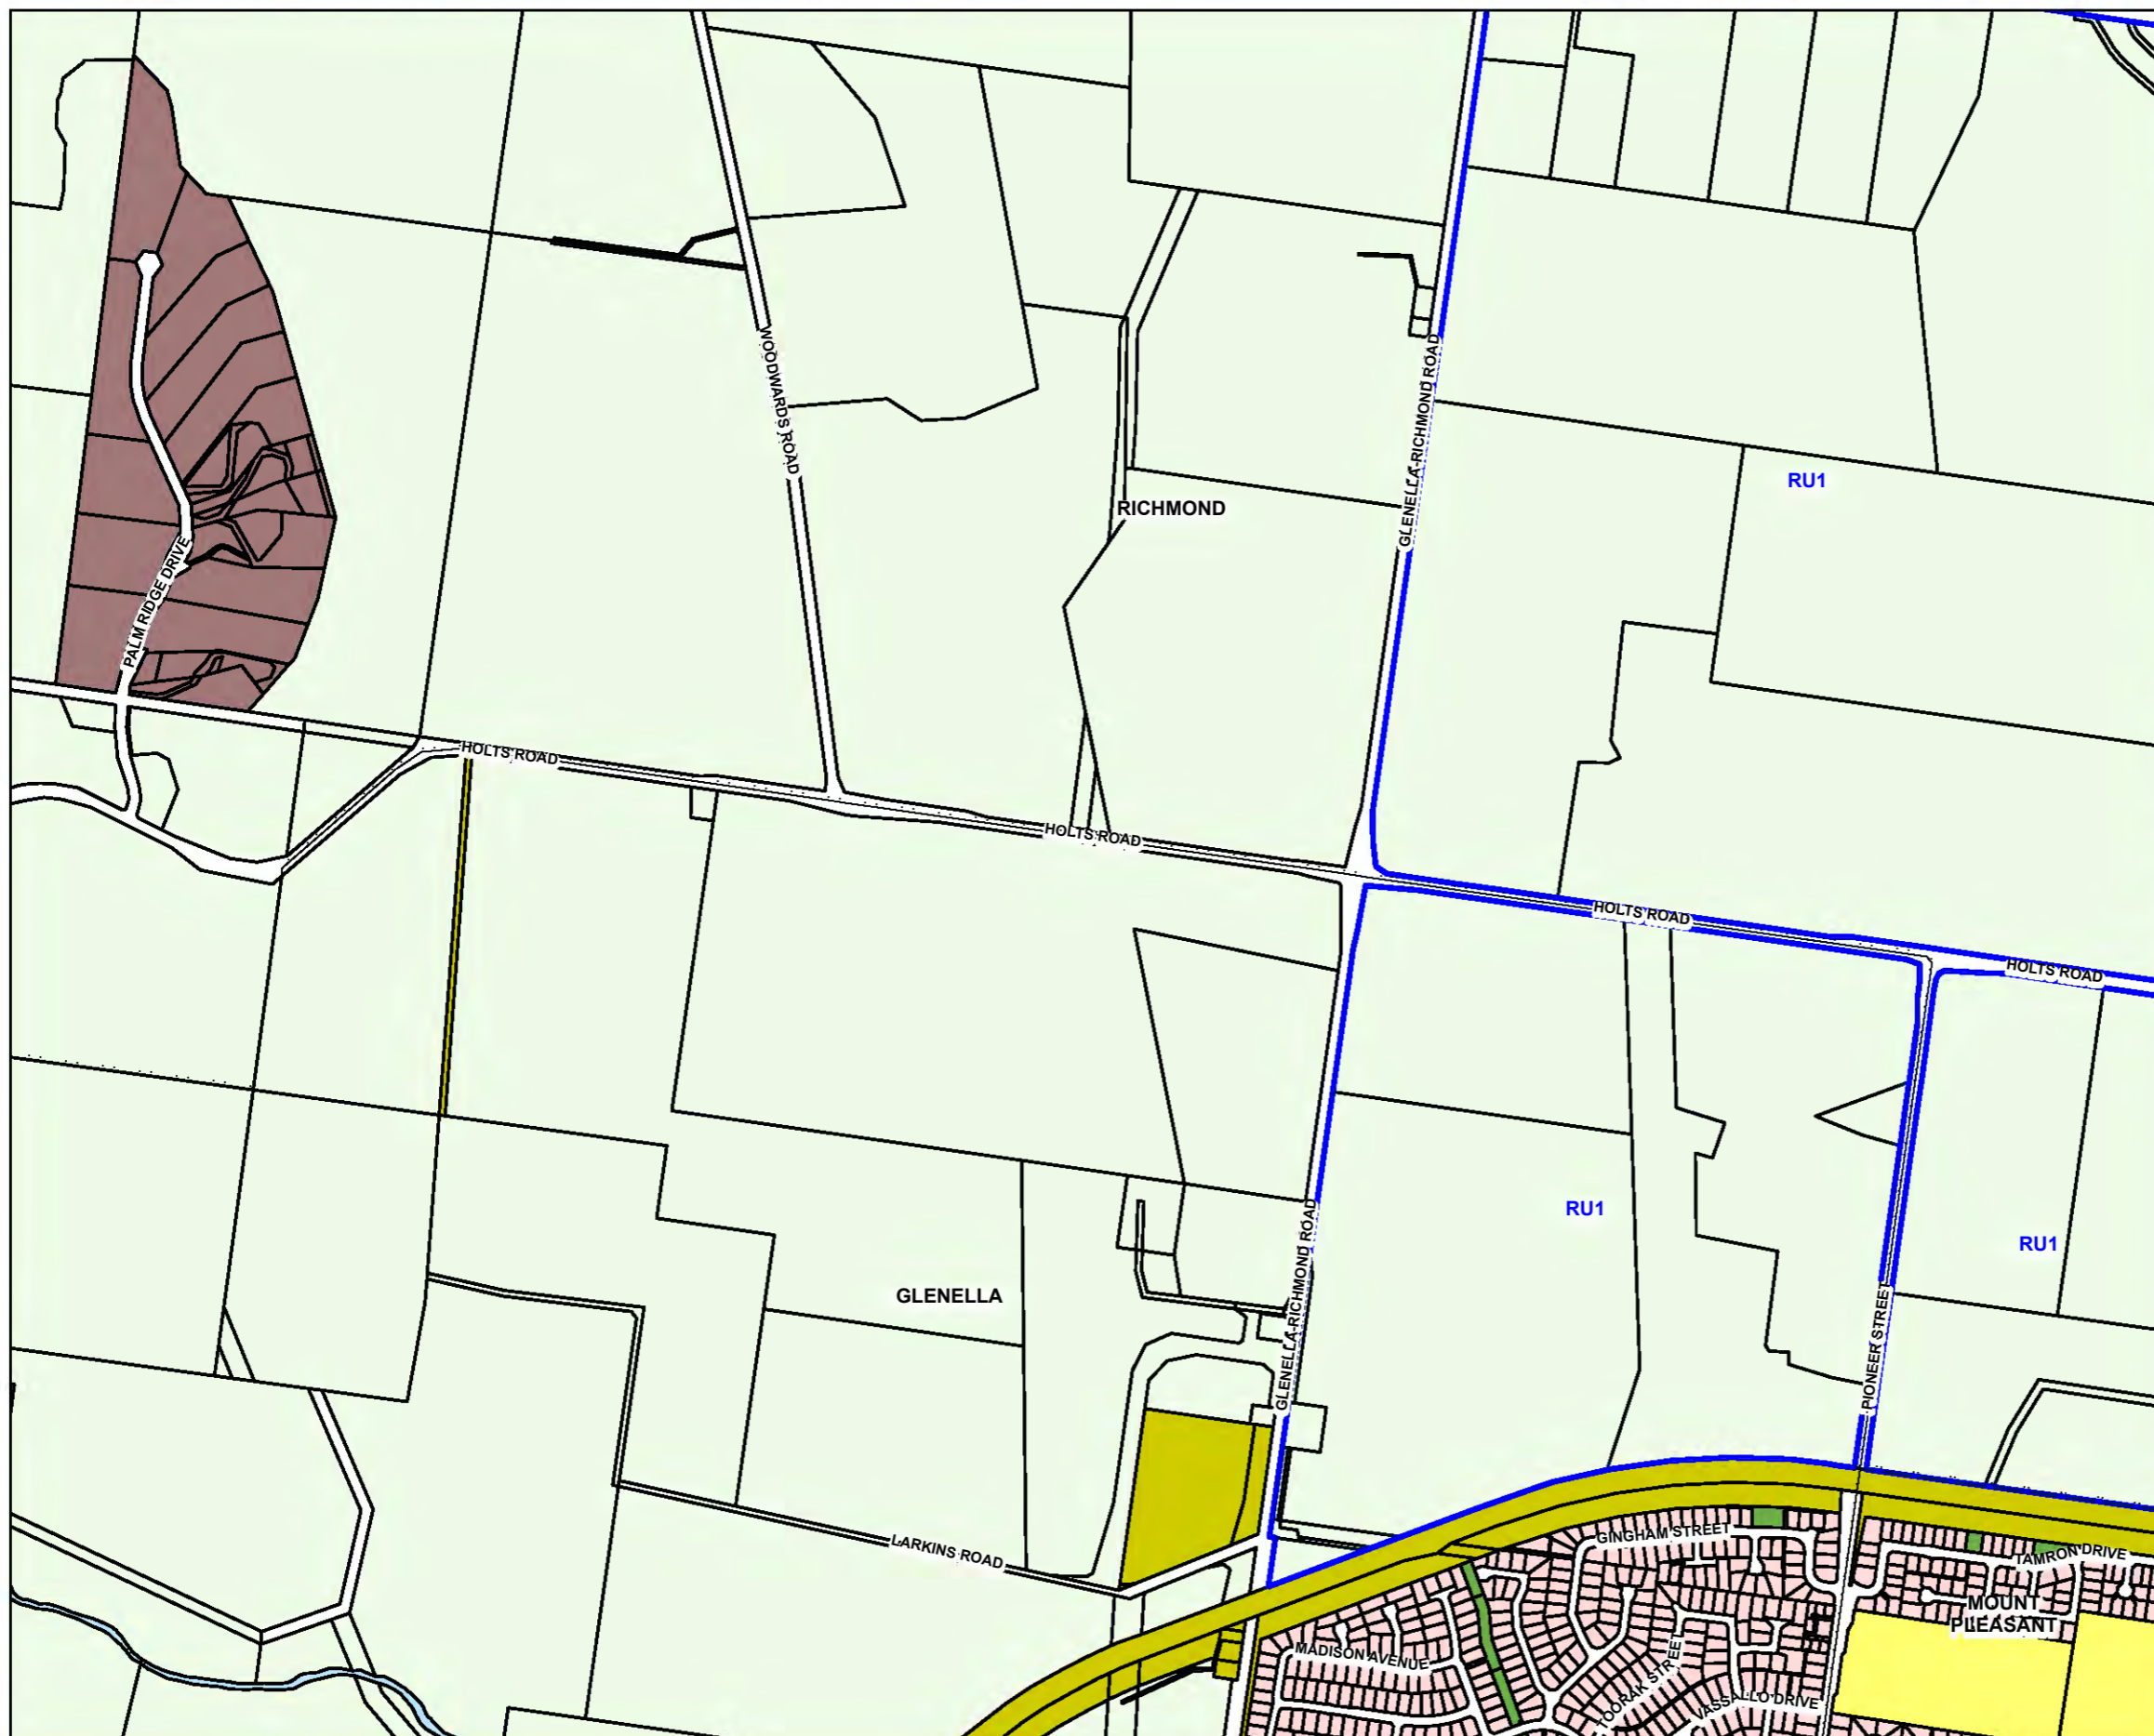 WOODWARDS ROAD
GLENELLA-RICHMOND ROAD
RU1
RICHMOND
PALM RIDGE DRIVE
HOLTS ROAD
HOLTS ROAD
HOLTS ROAD
HOLTS ROAD
RU1
RU1
GLENELLA
GLENELLA-RICHMOND ROAD
PIONEER STREET
LARKINS ROAD
GINGHAM STREET
TAMRON DRIVE
MOUNT
PLEASANT
MADISON AVENUE
TOORAK STREET
VASSALLO DRIVE